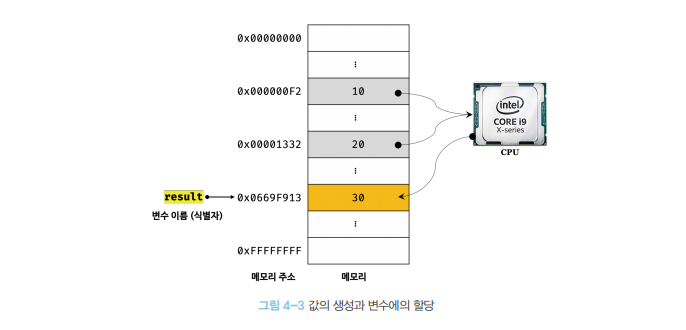 0x00000000
⋮
0x000000F2 10
⋮
0x00001332 20
⋮
result 0x0669F913 30
변수 이름 (식별자)
⋮
0xFFFFFFFF
메모리 주소 메모리
intel
CORE i9
X-series
CPU
그림 4-3 값의 생성과 변수에의 할당